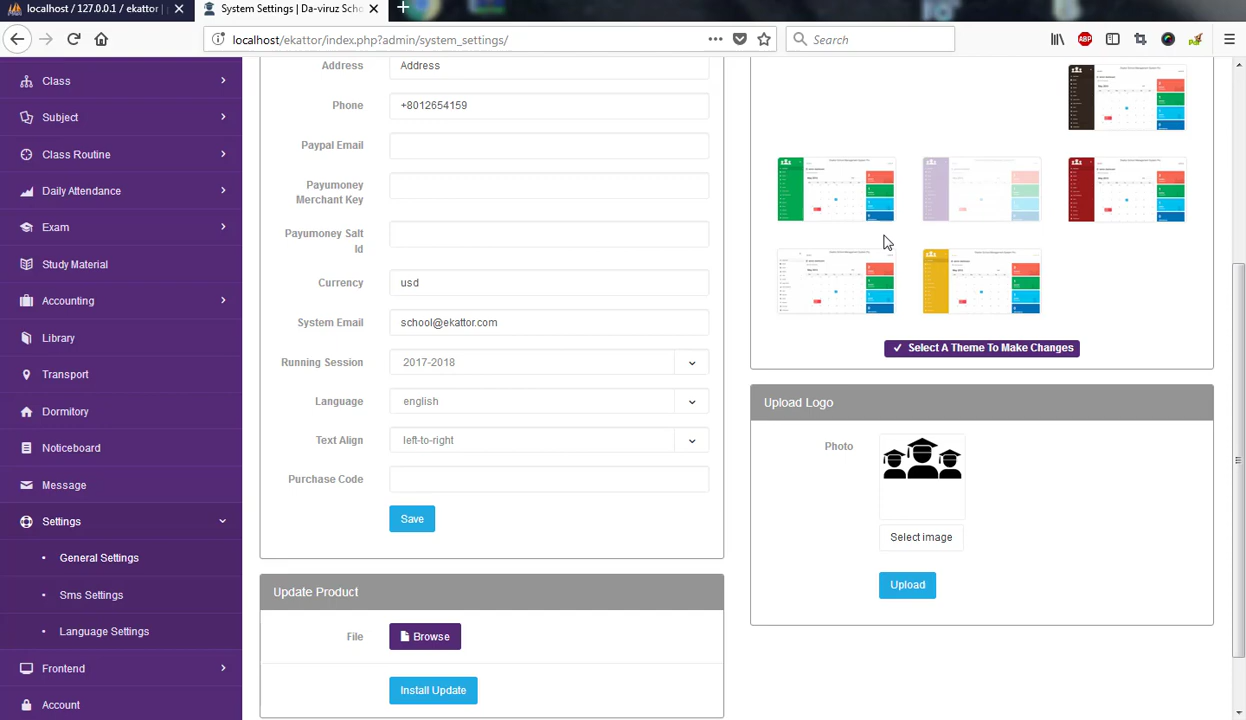 localhost / 127.0.0.1 / ekattor |
System Settings | Da-viruz Scho
localhost/ekattor/index.php?admin/system_settings/
Search
ABP
Class
Subject
Class Routine
Daily Attendance
Exam
Study Material
Accounting
Library
Transport
Dormitory
Noticeboard
Message
Settings
General Settings
Sms Settings
Language Settings
Frontend
Account
Address Address
Phone +8012654159
Paypal Email
Payumoney
Merchant Key
Payumoney Salt
Id
Currency usd
System Email school@ekattor.com
Running Session 2017-2018
Language english
Text Align left-to-right
Purchase Code
Save
Update Product
File Browse
Install Update
Select A Theme To Make Changes
Upload Logo
Photo
Select image
Upload